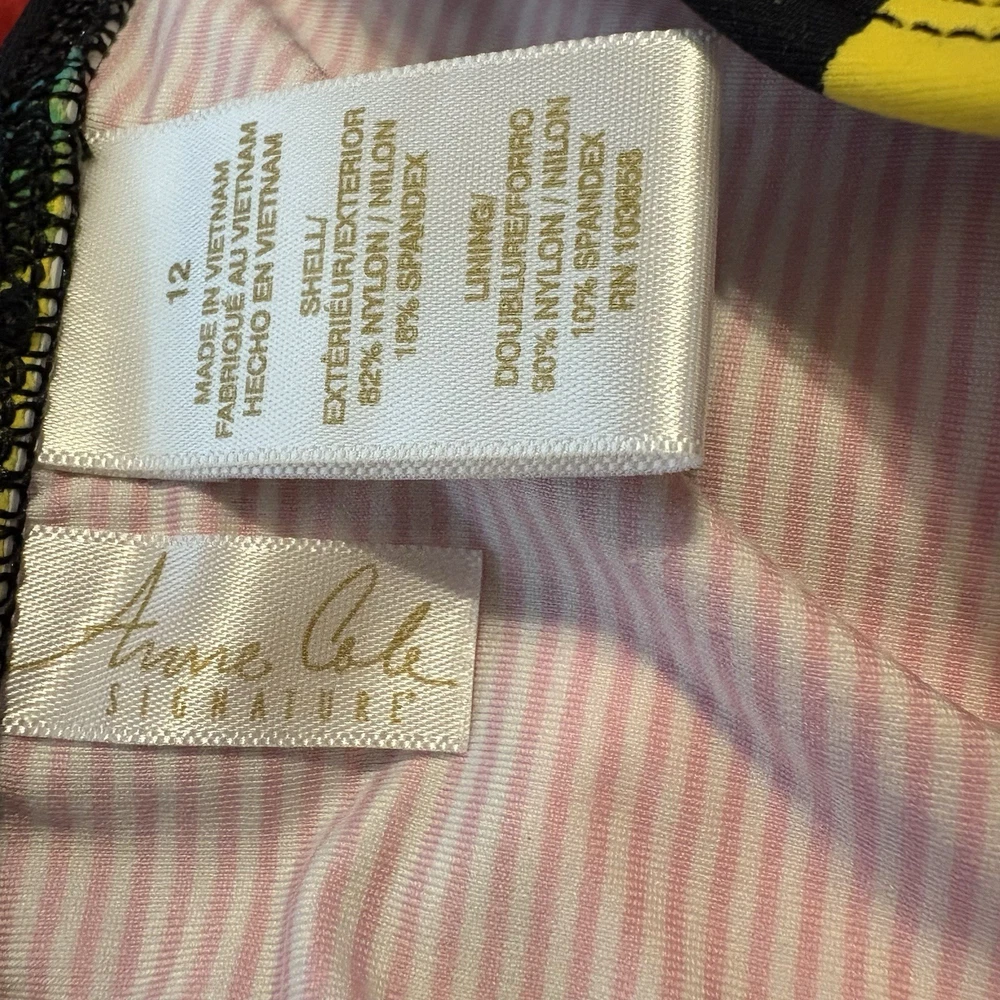 12
MADE IN VIETNAM
FABRIQUÉ AU VIETNAM
HECHO EN VIETNAM
SHELL/
EXTÉRIÉUR/EXTERIOR
82% NYLON / NILON
18% SPANDEX
LINING/
DOUBLURE/FORRO
90% NYLON / NILON
10% SPANDEX
RN 103658
Anne Cole
SIGNATURE